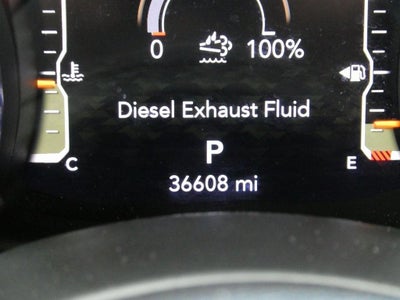 0 100%
Diesel Exhaust Fluid
P
C E
36608 mi